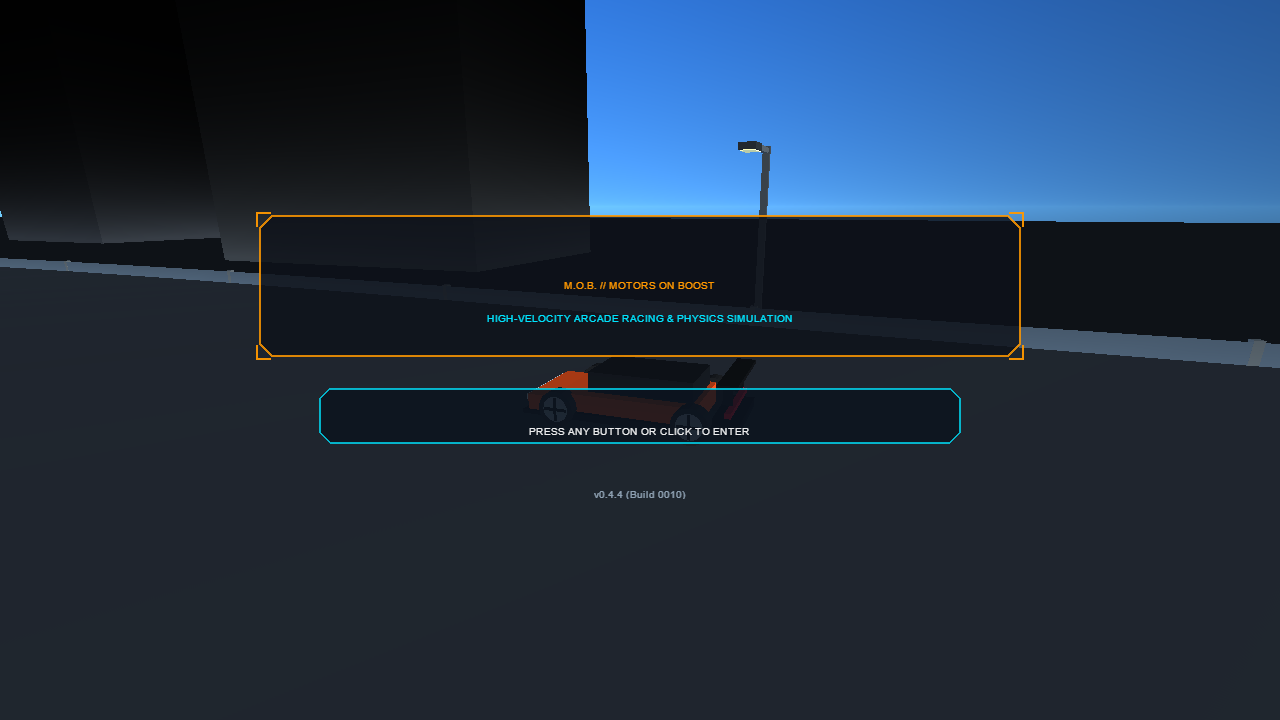 M.O.B. // MOTORS ON BOOST
HIGH-VELOCITY ARCADE RACING & PHYSICS SIMULATION
PRESS ANY BUTTON OR CLICK TO ENTER
v0.4.4 (Build 0010)